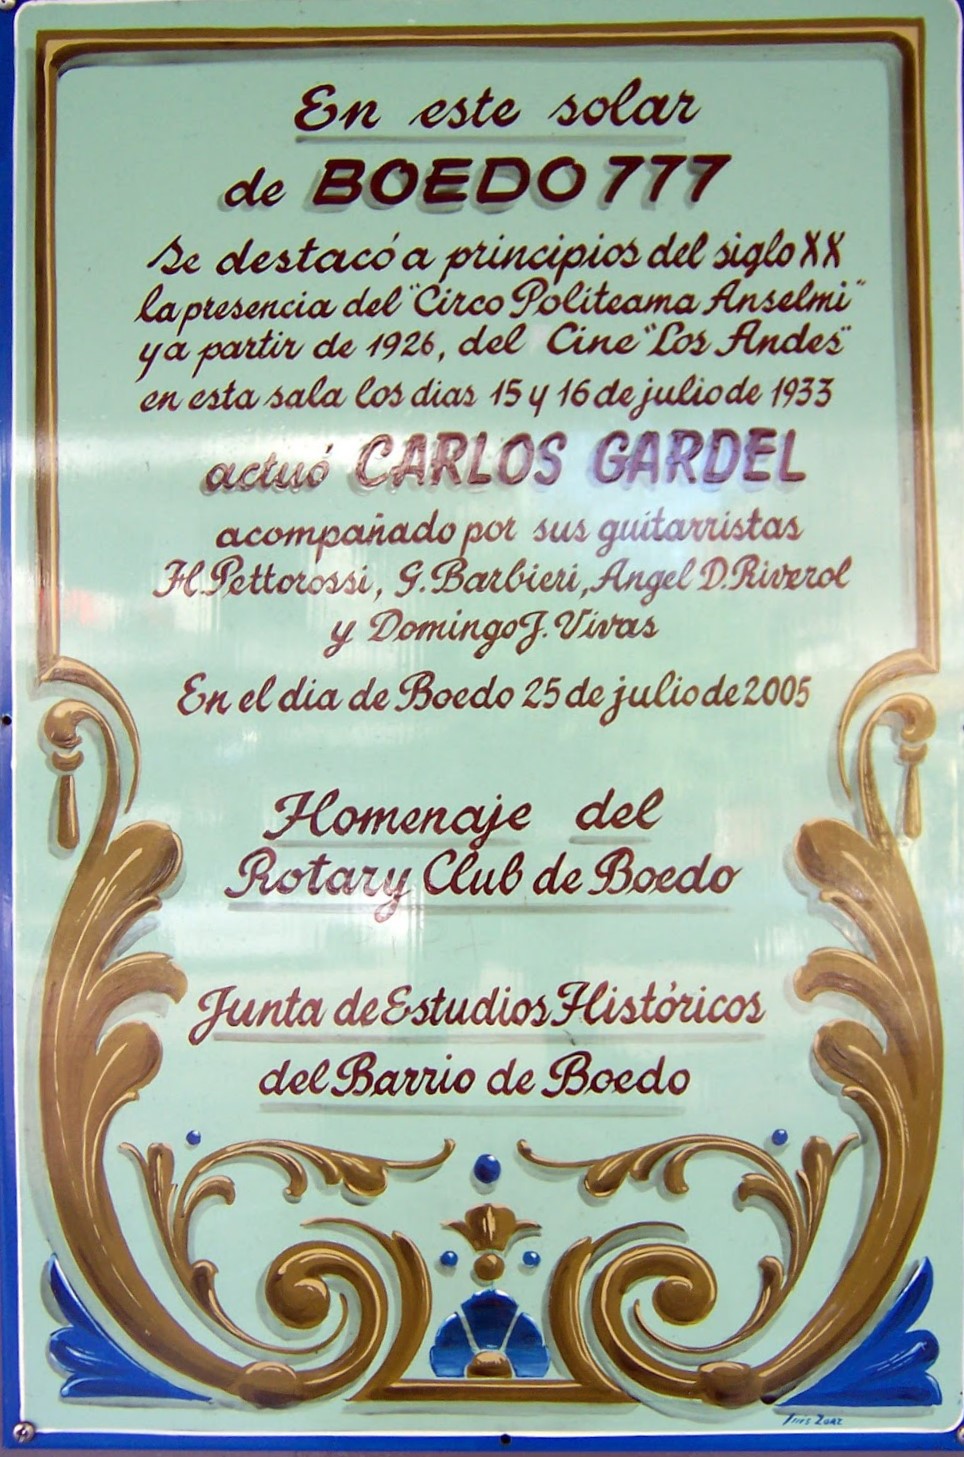 En este solar
de BOEDO 777
Se destacó a principios del siglo XX
la presencia del "Circo Politeama Anselmi"
y a partir de 1926, del Cine "Los Andes"
en esta sala los dias 15 y 16 de julio de 1933
actuó CARLOS GARDEL
acompañado por sus guitarristas
H. Pettorossi, G. Barbieri, Angel D. Riverol
y Domingo J. Vivas
En el dia de Boedo 25 de julio de 2005
Homenaje del
Rotary Club de Boedo
Junta de Estudios Históricos
del Barrio de Boedo